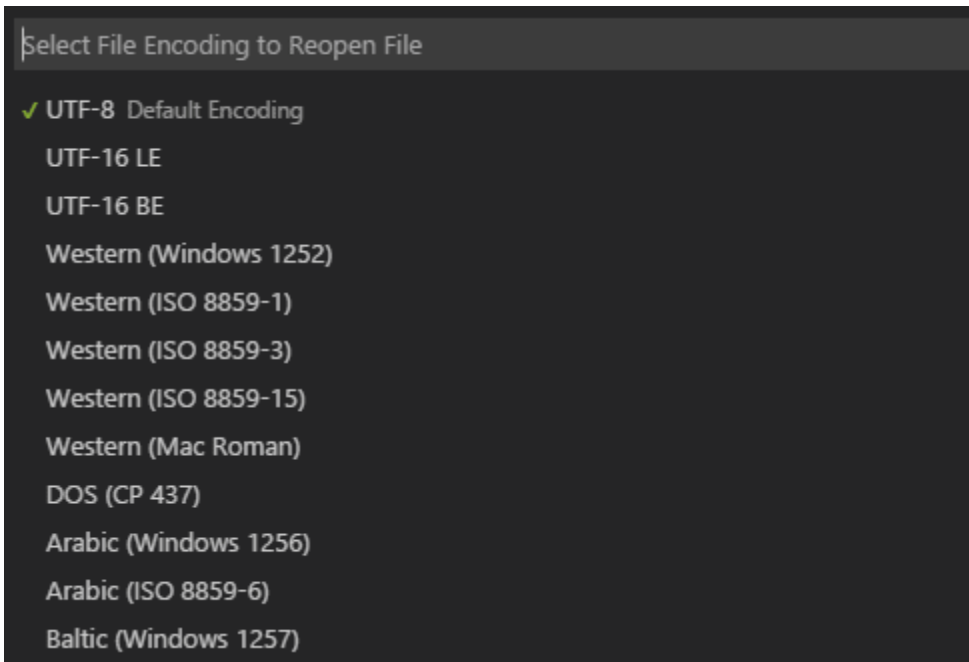 Select File Encoding to Reopen File
✓ UTF-8 Default Encoding
UTF-16 LE
UTF-16 BE
Western (Windows 1252)
Western (ISO 8859-1)
Western (ISO 8859-3)
Western (ISO 8859-15)
Western (Mac Roman)
DOS (CP 437)
Arabic (Windows 1256)
Arabic (ISO 8859-6)
Baltic (Windows 1257)